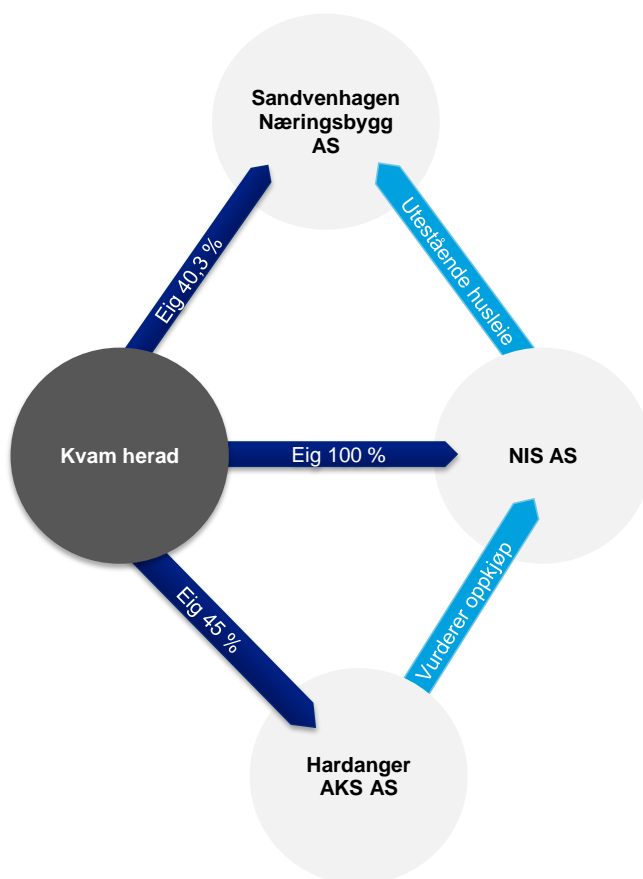 Sandvenhagen
Næringsbygg
AS
Eig 40,3 %
Utestående husleie
Kvam herad
Eig 100 %
NIS AS
Eig 45 %
Vurderer oppkjøp
Hardanger
AKS AS